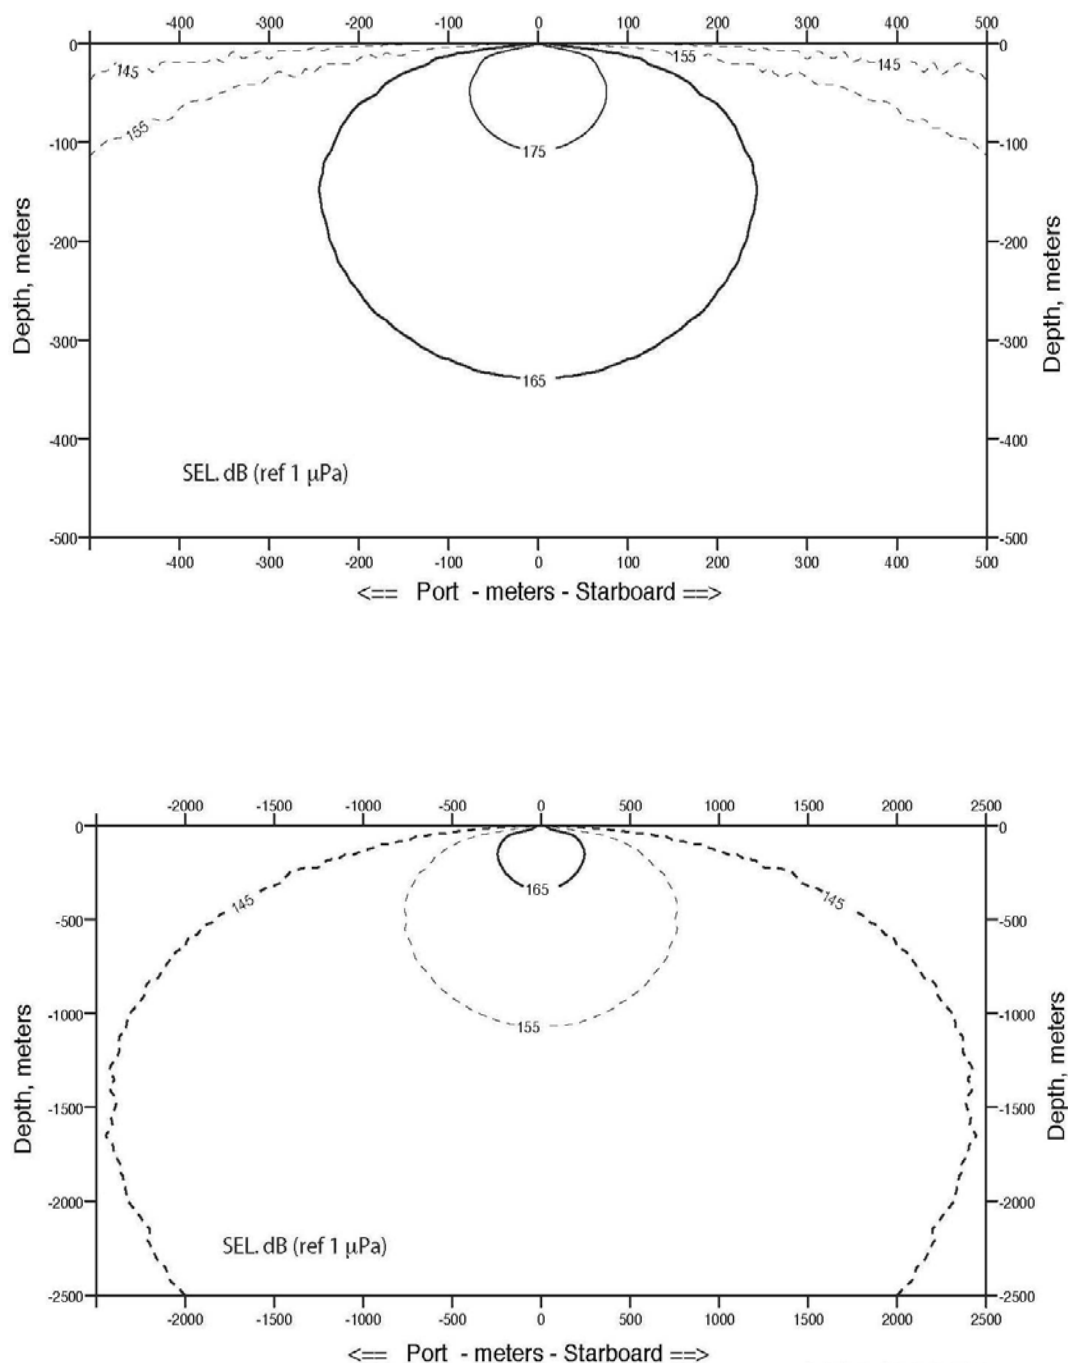 -400 -300 -200 -100 0 100 200 300 400 500
0 0
155
145 145
155
-100 -100
175
Depth, meters
Depth, meters
-200 -200
-300 -300
165
-400 -400
SEL. dB (ref 1 μPa)
-500 -500
-400 -300 -200 -100 0 100 200 300 400 500
<== Port - meters - Starboard ==>
-2000 -1500 -1000 -500 0 500 1000 1500 2000 2500
0 0
165
145 145
-500 -500
-1000 -1000
155
Depth, meters
Depth, meters
-1500 -1500
-2000 -2000
SEL. dB (ref 1 μPa)
-2500 -2500
-2000 -1500 -1000 -500 0 500 1000 1500 2000 2500
<== Port - meters - Starboard ==>